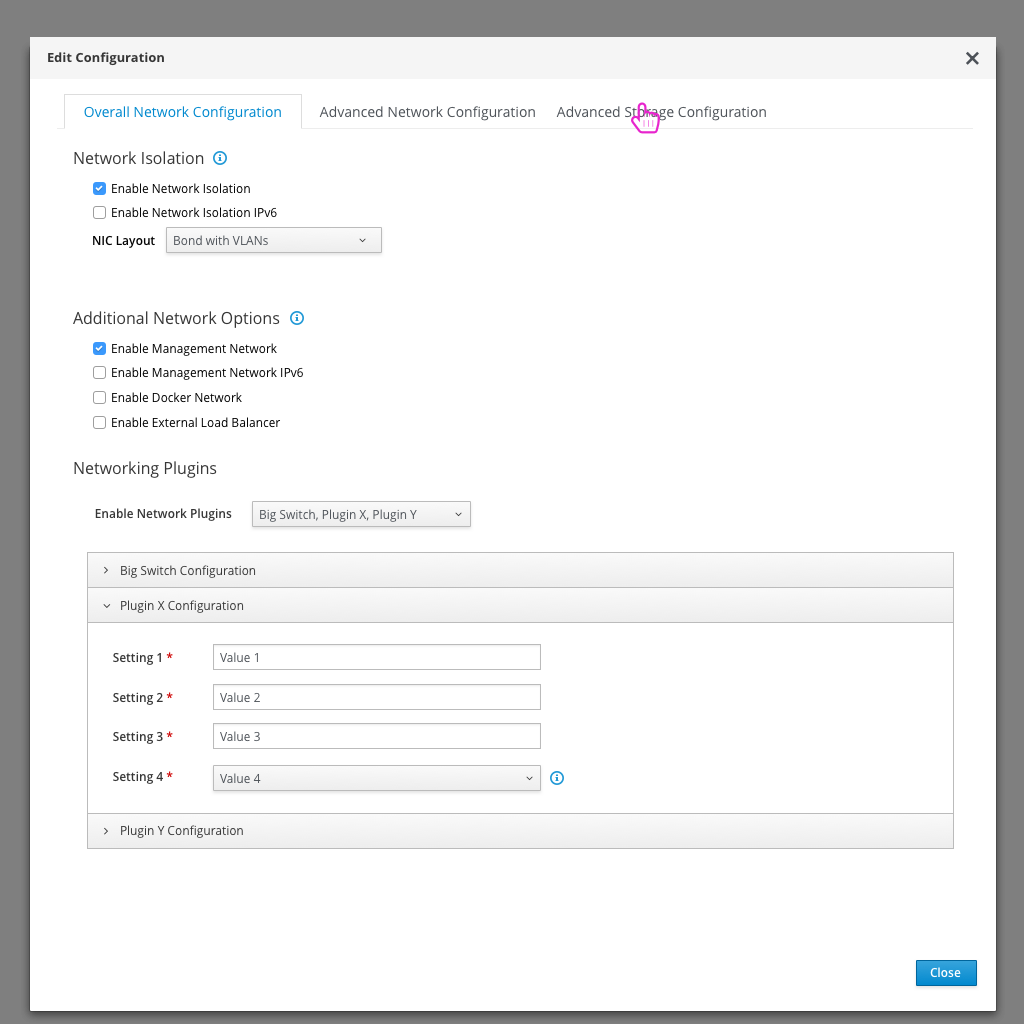 Edit Configuration
Overall Network Configuration Advanced Network Configuration Advanced Storage Configuration
Network Isolation
Enable Network Isolation
Enable Network Isolation IPv6
NIC Layout Bond with VLANs
Additional Network Options
Enable Management Network
Enable Management Network IPv6
Enable Docker Network
Enable External Load Balancer
Networking Plugins
Enable Network Plugins Big Switch, Plugin X, Plugin Y
Big Switch Configuration
Plugin X Configuration
Setting 1 * Value 1
Setting 2 * Value 2
Setting 3 * Value 3
Setting 4 * Value 4
Plugin Y Configuration
Close